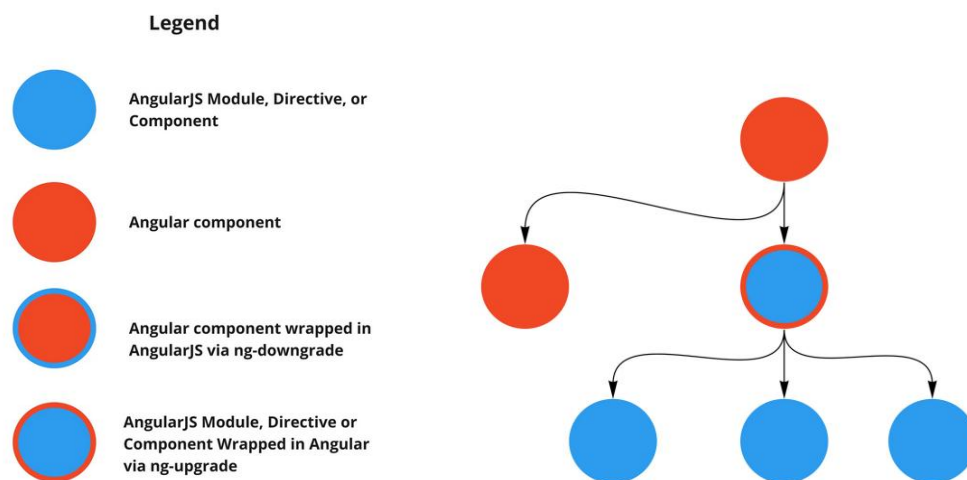 Legend
AngularJS Module, Directive, or
Component
Angular component
Angular component wrapped in
AngularJS via ng-downgrade
AngularJS Module, Directive or
Component Wrapped in Angular
via ng-upgrade